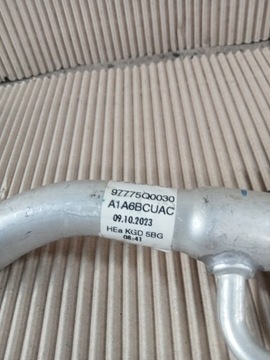 97775Q0030
A1A6BCUAC
09.10.2023
HEa KGD 5BG
08:41